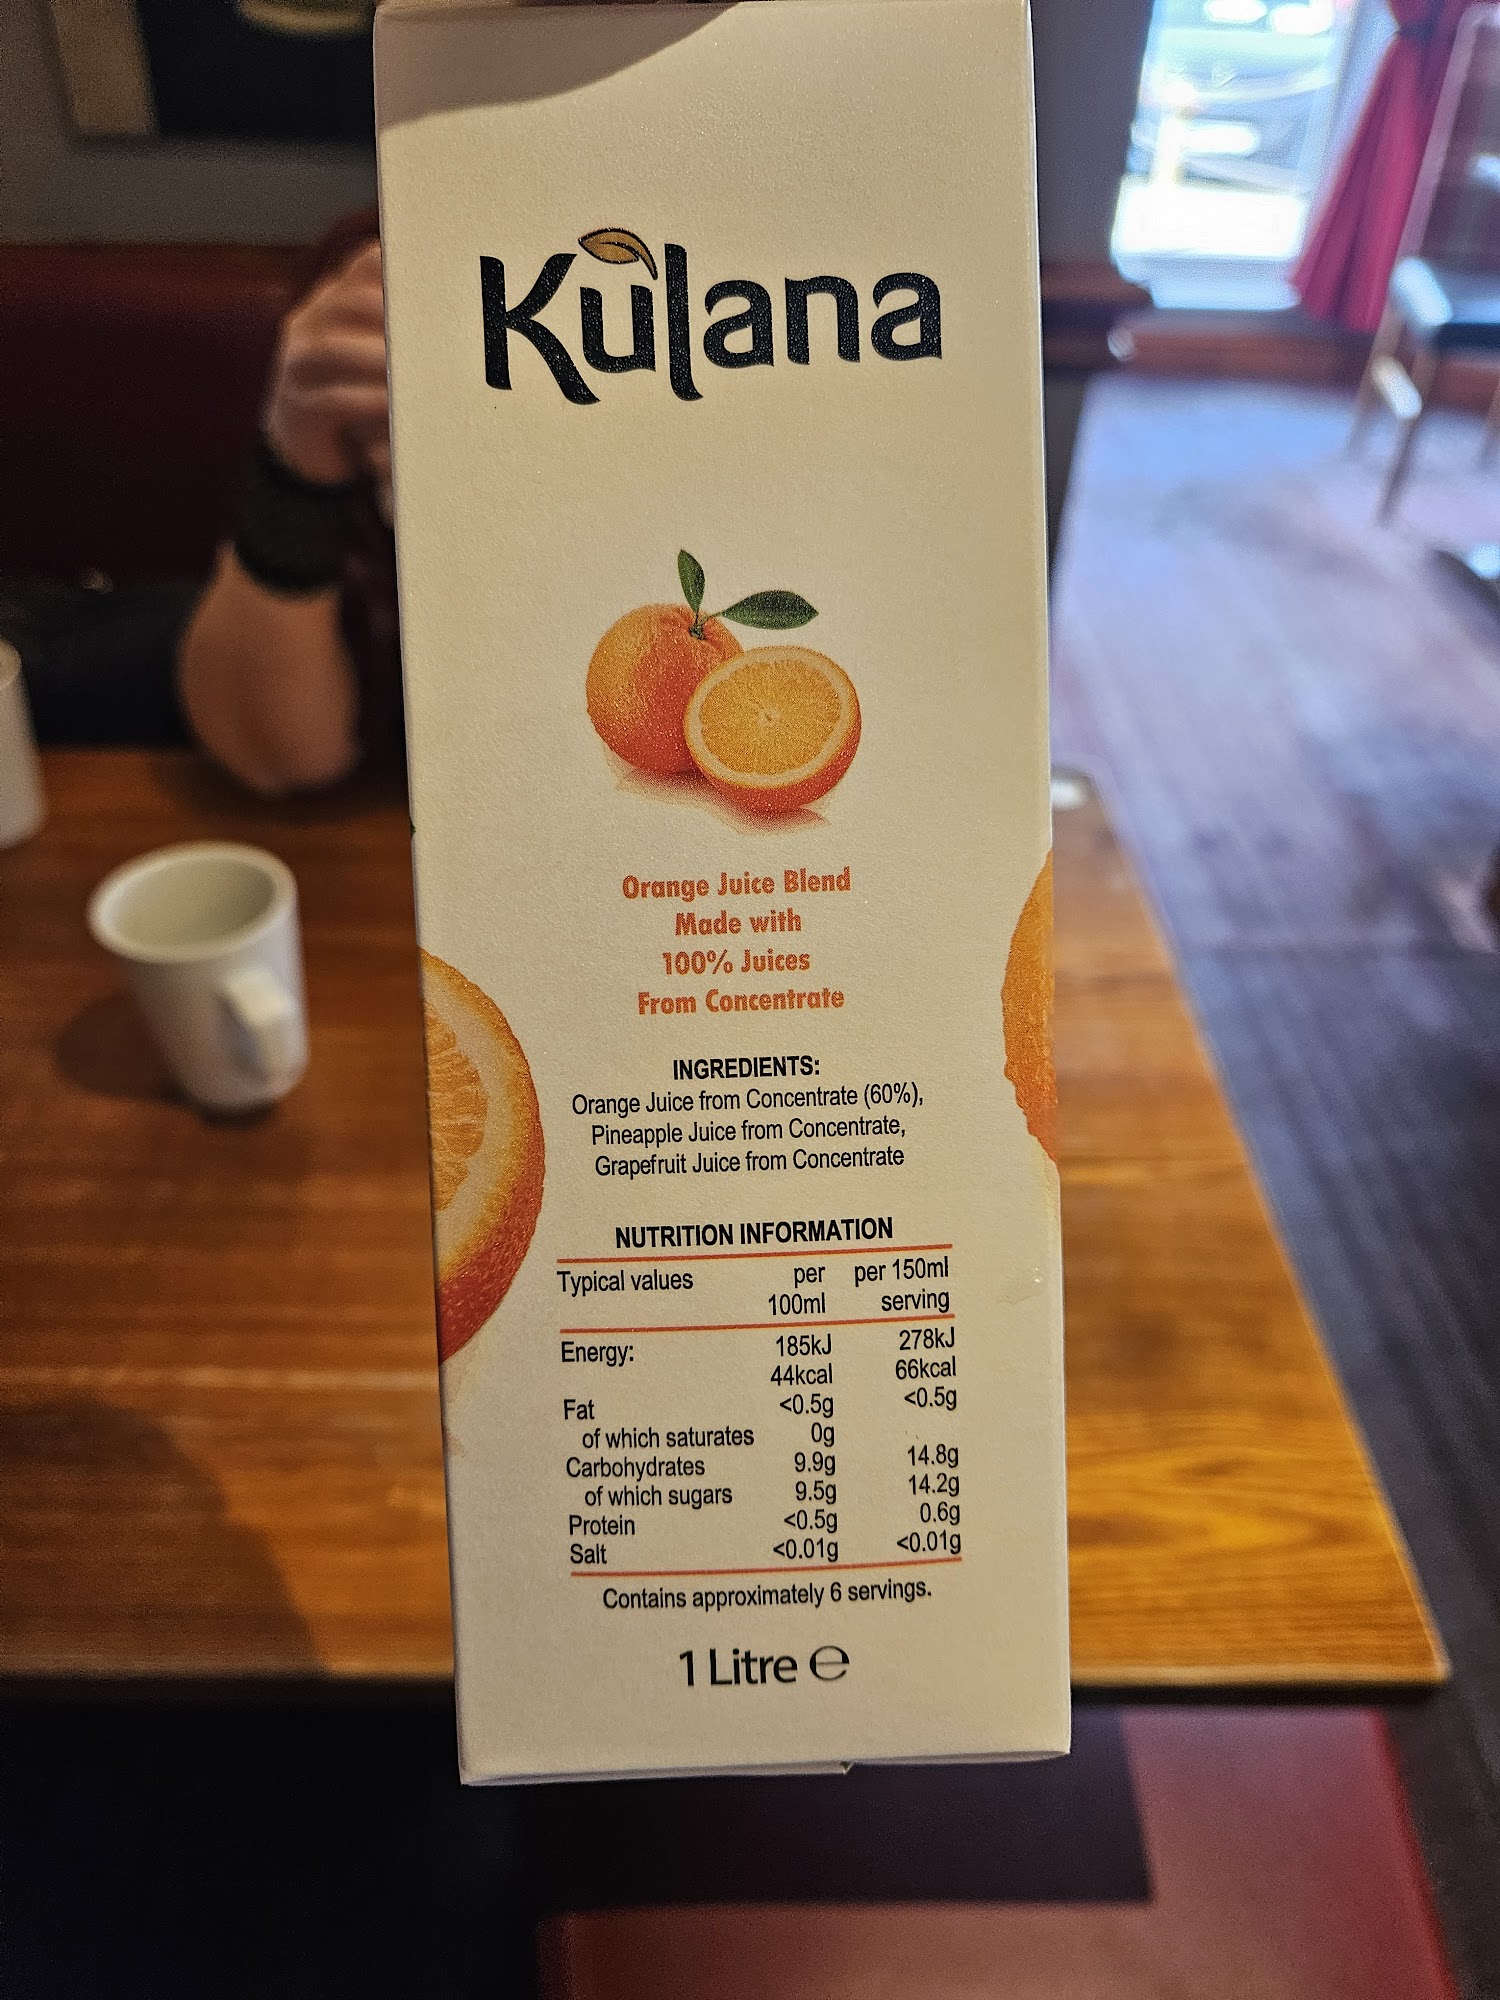 Kulana
Orange Juice Blend
Made with
100% Juices
From Concentrate
INGREDIENTS:
Orange Juice from Concentrate (60%),
Pineapple Juice from Concentrate,
Grapefruit Juice from Concentrate
NUTRITION INFORMATION
Typical values per 100ml per 150ml serving
Energy: 185kJ 278kJ
44kcal 66kcal
Fat <0.5g <0.5g
of which saturates 0g
Carbohydrates 9.9g 14.8g
of which sugars 9.5g 14.2g
Protein <0.5g 0.6g
Salt <0.01g <0.01g
Contains approximately 6 servings.
1 Litre ℮